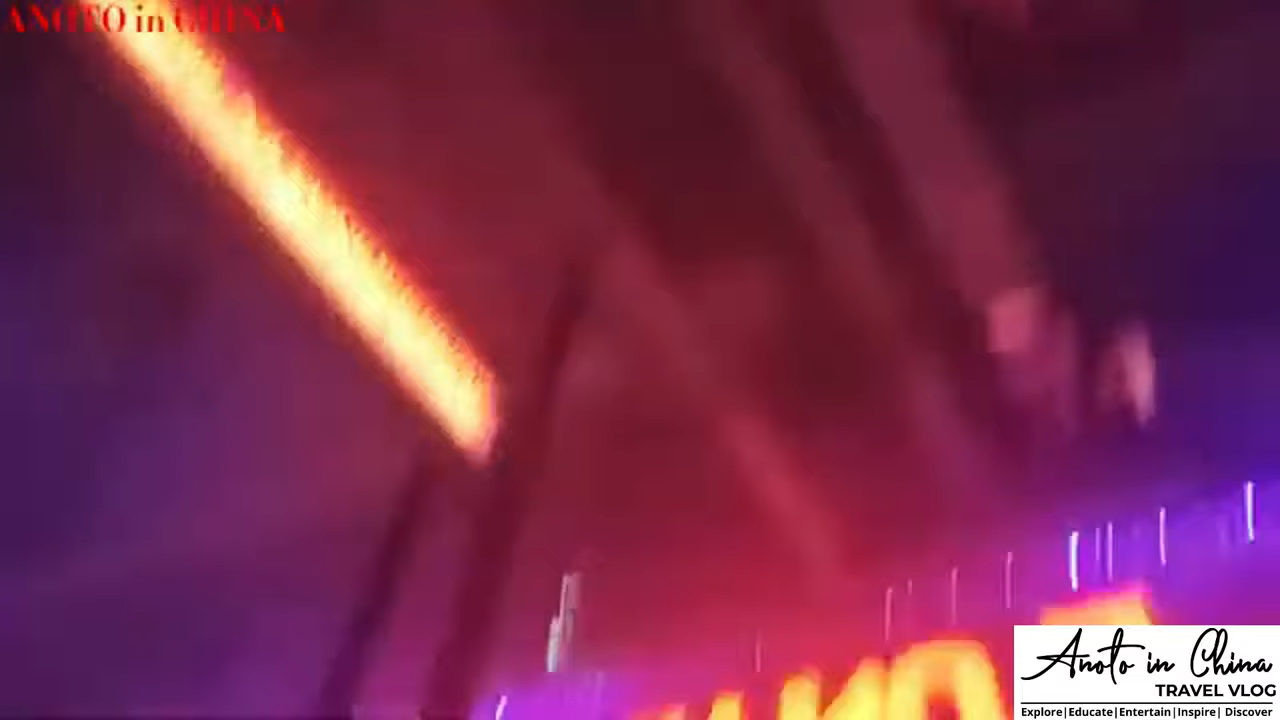 ANOTO in CHINA
Anoto in China
TRAVEL VLOG
Explore|Educate|Entertain|Inspire| Discover